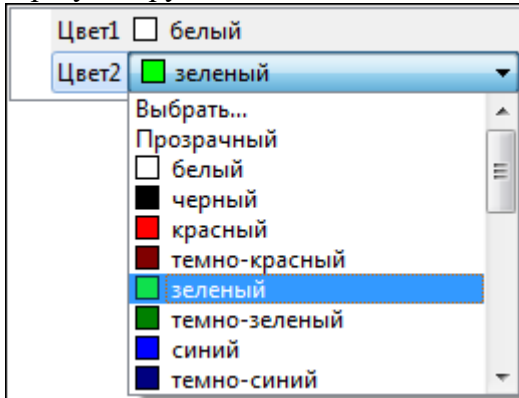 Цвет1 белый
Цвет2 зеленый
Выбрать...
Прозрачный
белый
черный
красный
темно-красный
зеленый
темно-зеленый
синий
темно-синий